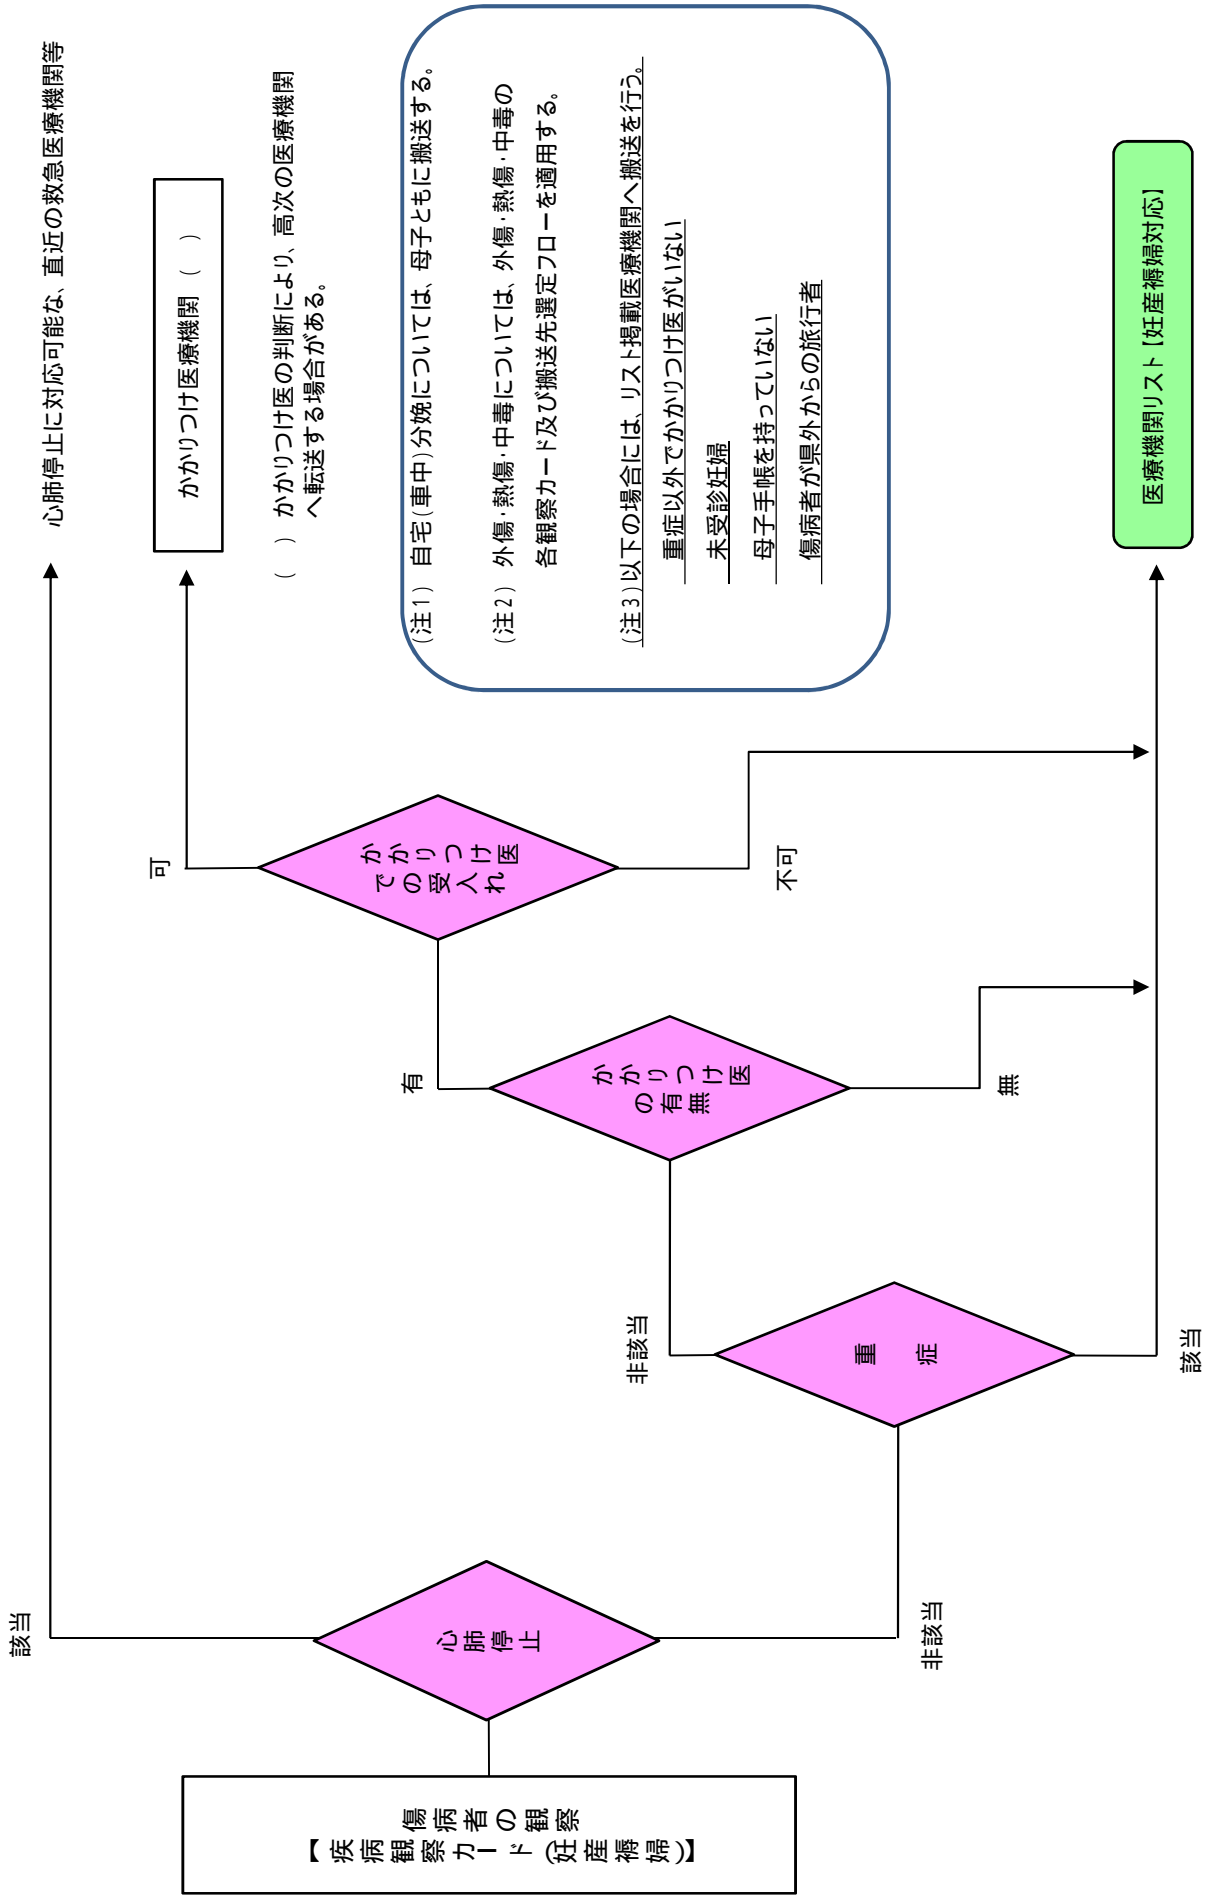 傷病者の観察
【疾病観察カード(妊産褥婦)】
心肺停止
該当
心肺停止に対応可能な、直近の救急医療機関等
非該当
重　症
該当
非該当
かかりつけ医
の有無
有
無
かかりつけ医
での受入れ
可
不可
かかりつけ医療機関 (　)
(　) かかりつけ医の判断により、高次の医療機関
へ転送する場合がある。
(注1) 自宅(車中)分娩については、母子ともに搬送する。
(注2) 外傷・熱傷・中毒については、外傷・熱傷・中毒の
各観察カード及び搬送先選定フローを適用する。
(注3)以下の場合には、リスト掲載医療機関へ搬送を行う。
重症以外でかかりつけ医がいない
未受診妊婦
母子手帳を持っていない
傷病者が県外からの旅行者
医療機関リスト【妊産褥婦対応】